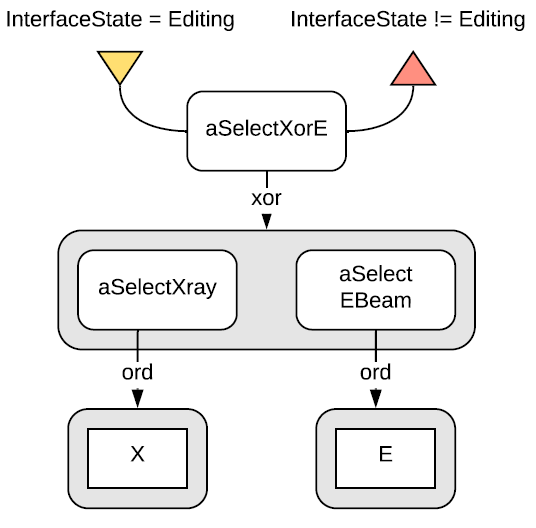 InterfaceState = Editing
InterfaceState != Editing
aSelectXorE
xor
aSelectXray
aSelect
EBeam
ord
ord
X
E